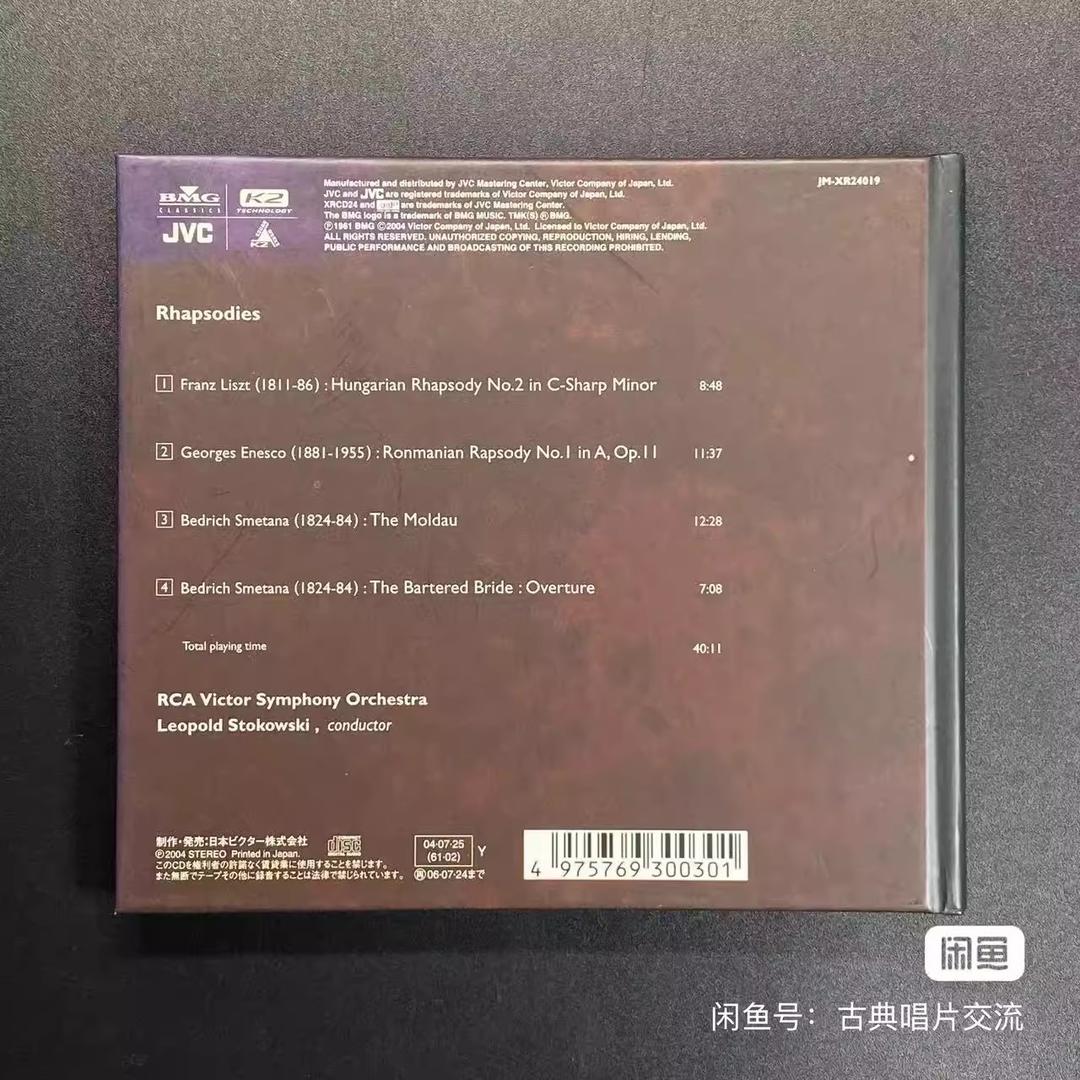 BMG
CLASSICS
K2
TECHNOLOGY
JVC
K2
Manufactured and distributed by JVC Mastering Center, Victor Company of Japan, Ltd.
JVC and JVC are registered trademarks of Victor Company of Japan, Ltd.
XRCD24 and are trademarks of JVC Mastering Center.
The BMG logo is a trademark of BMG MUSIC. TMK(S) ® BMG.
℗1961 BMG ©2004 Victor Company of Japan, Ltd. Licensed to Victor Company of Japan, Ltd.
ALL RIGHTS RESERVED. UNAUTHORIZED COPYING, REPRODUCTION, HIRING, LENDING,
PUBLIC PERFORMANCE AND BROADCASTING OF THIS RECORDING PROHIBITED.
JM-XR24019
Rhapsodies
1 Franz Liszt (1811-86) : Hungarian Rhapsody No.2 in C-Sharp Minor 8:48
2 Georges Enesco (1881-1955) : Ronmanian Rapsody No.1 in A, Op.11 11:37
3 Bedrich Smetana (1824-84) : The Moldau 12:28
4 Bedrich Smetana (1824-84) : The Bartered Bride : Overture 7:08
Total playing time 40:11
RCA Victor Symphony Orchestra
Leopold Stokowski , conductor
制作・発売:日本ビクター株式会社
℗2004 STEREO Printed in Japan.
このCDを権利者の許諾なく賃貸業に使用することを禁じます。
また無断でテープその他に録音することは法律で禁じられています。
disc
DIGITAL AUDIO
04·07·25
(61·02)
Y
再06·07·24まで
4 975769 300301
闲鱼
闲鱼号：古典唱片交流